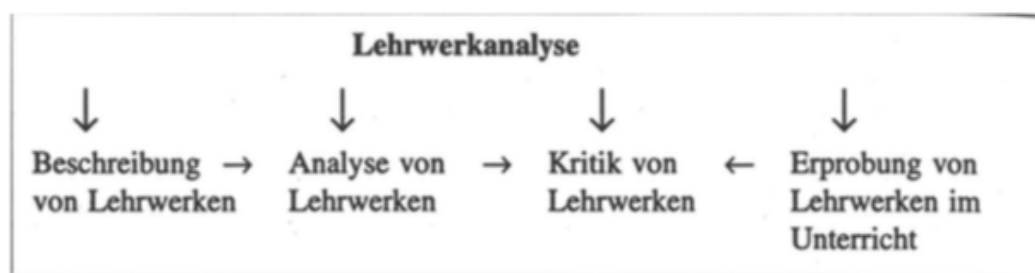 Lehrwerkanalyse
↓ ↓ ↓ ↓
Beschreibung → Analyse von → Kritik von ← Erprobung von
von Lehrwerken Lehrwerken Lehrwerken Lehrwerken im
Unterricht